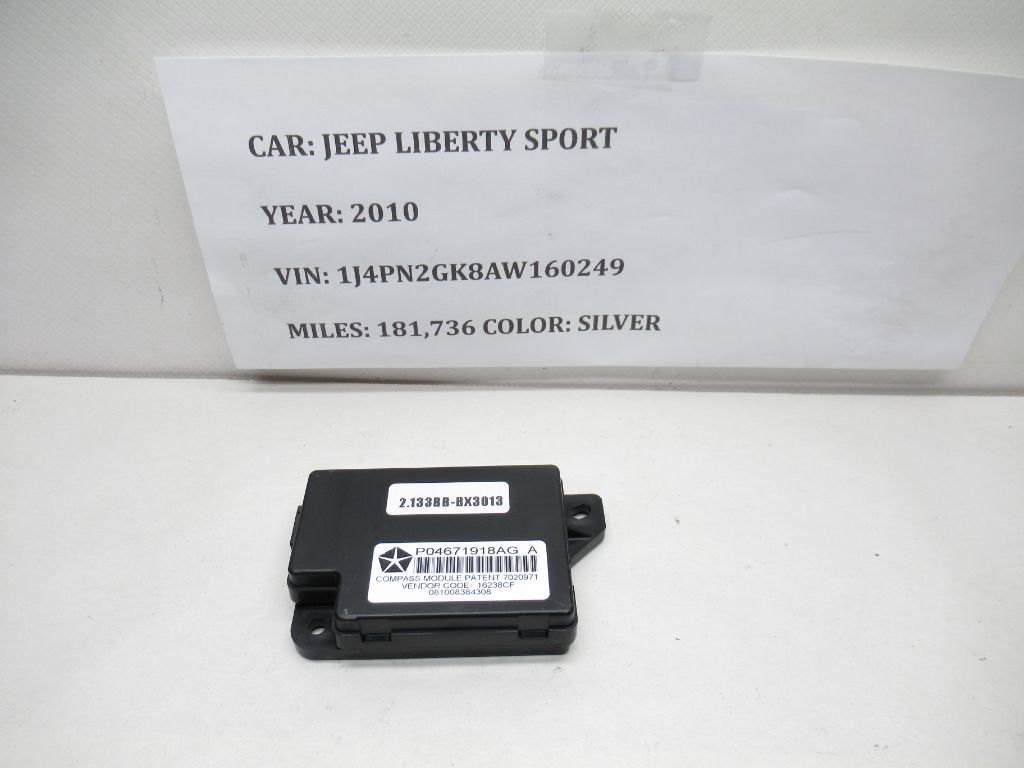 CAR: JEEP LIBERTY SPORT
YEAR: 2010
VIN: 1J4PN2GK8AW160249
MILES: 181,736 COLOR: SILVER
2.133BB-BX3013
P04671918AG A
COMPASS MODULE PATENT 7020971
VENDOR CODE 16238CF
081008384308